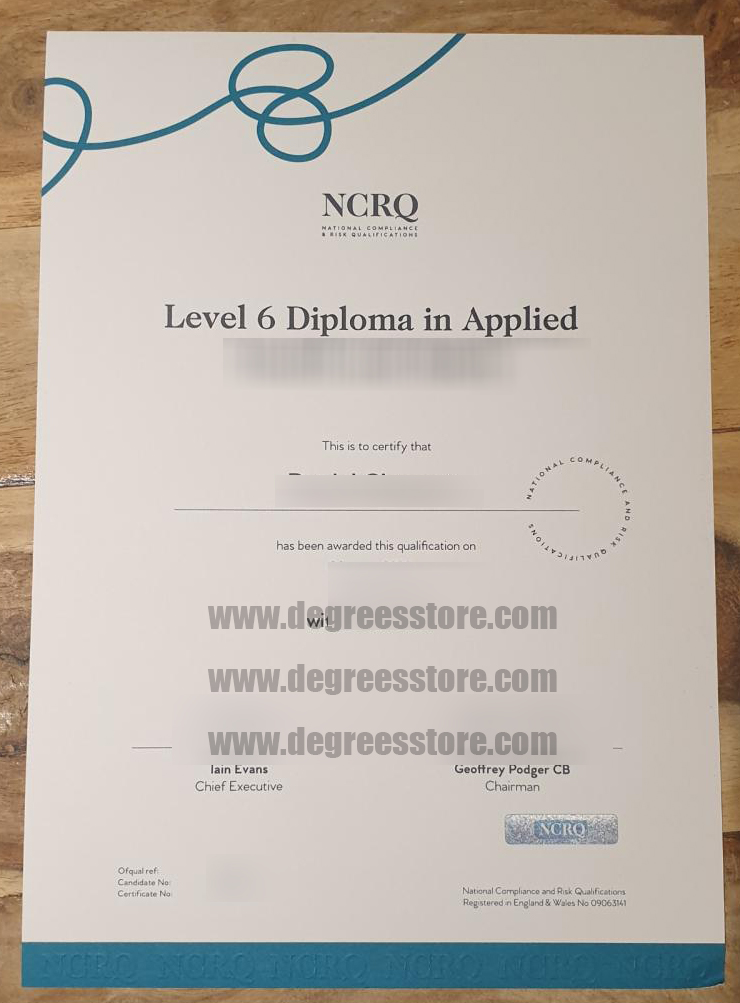 NCRQ
NATIONAL COMPLIANCE
& RISK QUALIFICATIONS
Level 6 Diploma in Applied
This is to certify that
NATIONAL COMPLIANCE AND RISK QUALIFICATIONS
has been awarded this qualification on
www.degreesstore.com
www.degreesstore.com
www.degreesstore.com
Iain Evans
Chief Executive
Geoffrey Podger CB
Chairman
NCRQ
Ofqual ref:
Candidate No:
Certificate No:
National Compliance and Risk Qualifications
Registered in England & Wales No 09063141
NCRQ NCRQ NCRQ NCRQ NCRQ NCRQ